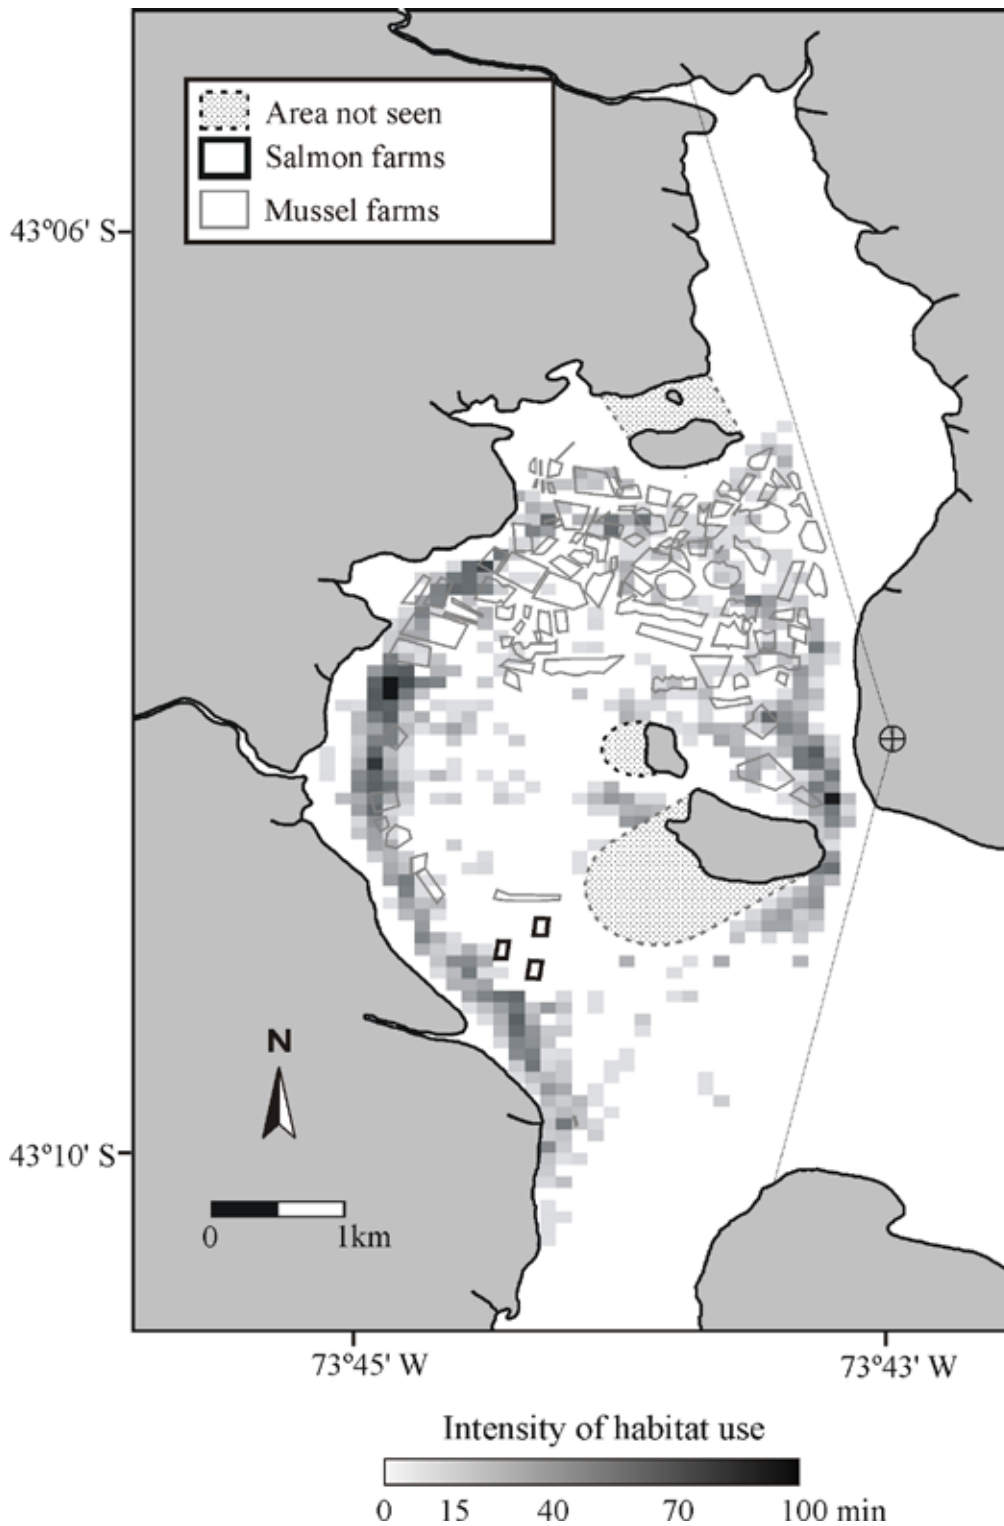 Area not seen
Salmon farms
Mussel farms
43º06' S
N
43º10' S
0 1km
73º45' W 73º43' W
Intensity of habitat use
0 15 40 70 100 min